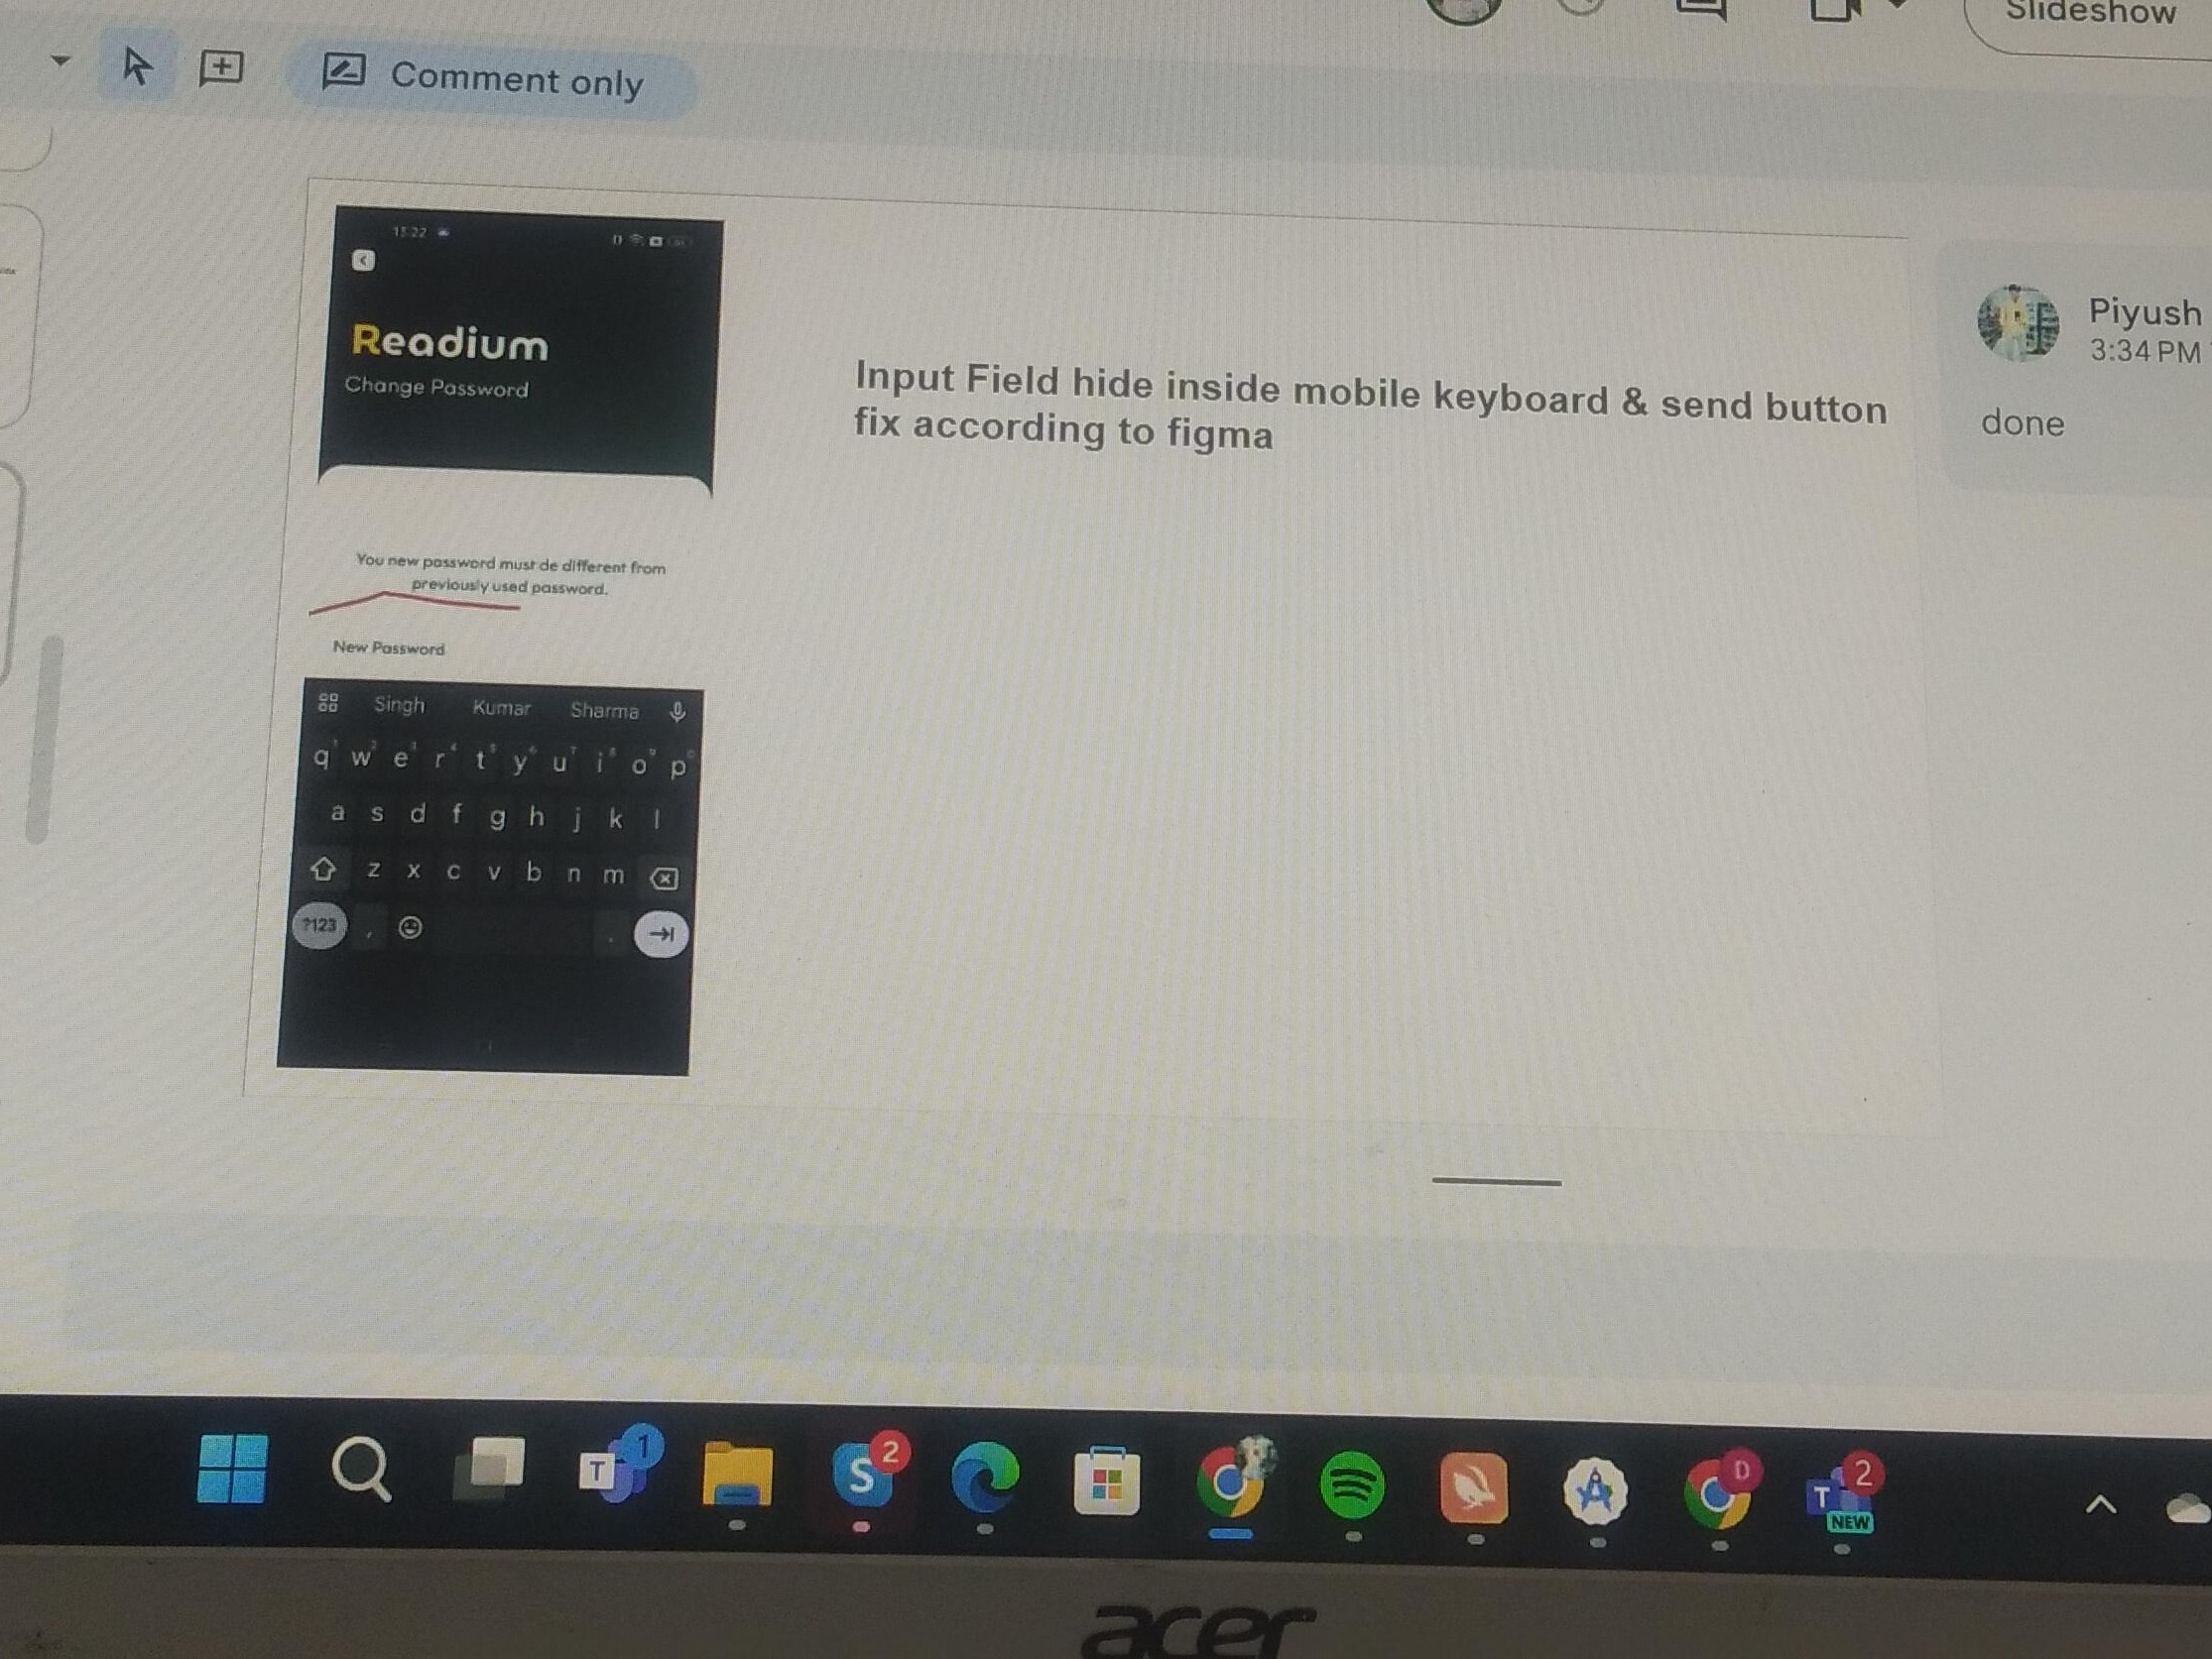 Slideshow
Comment only
15:22
Readium
Change Password
You new password must de different from
previously used password.
New Password
Singh Kumar Sharma
q w e r t y u i o p
a s d f g h j k l
z x c v b n m
?123 , .
Input Field hide inside mobile keyboard & send button
fix according to figma
Piyush
3:34 PM
done
T 1
S 2
D
T 2
NEW
acer